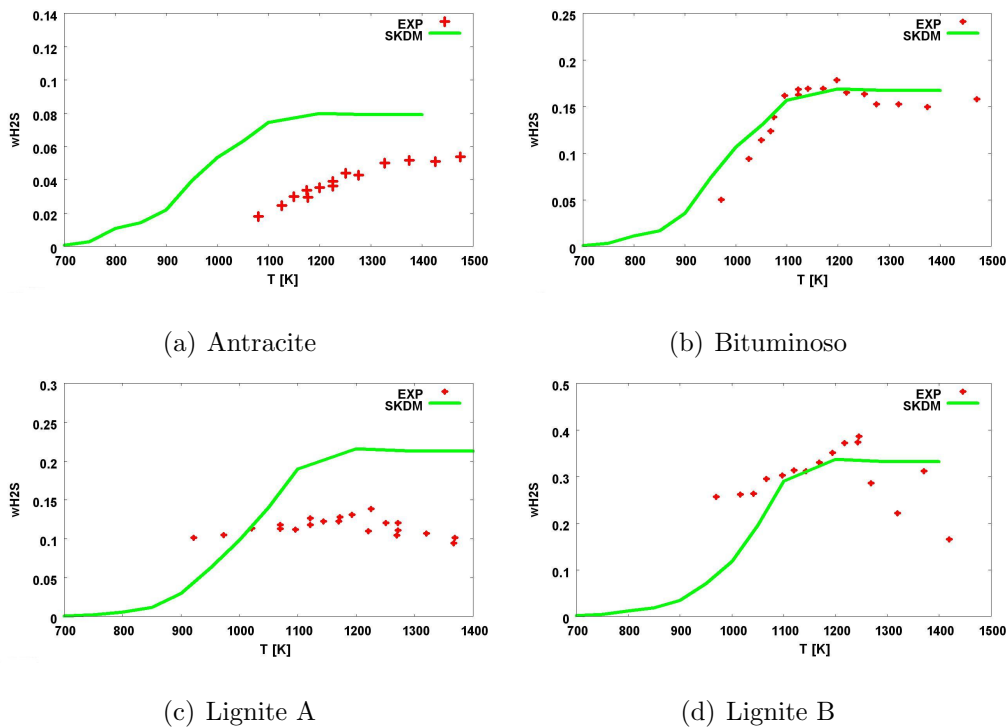 0.14
0.12
0.1
0.08
0.06
0.04
0.02
0
wH2S
EXP
SKDM
700 800 900 1000 1100 1200 1300 1400 1500
T [K]
(a) Antracite
0.25
0.2
0.15
0.1
0.05
0
wH2S
EXP
SKDM
700 800 900 1000 1100 1200 1300 1400 1500
T [K]
(b) Bituminoso
0.3
0.25
0.2
0.15
0.1
0.05
0
wH2S
EXP
SKDM
700 800 900 1000 1100 1200 1300 1400
T [K]
(c) Lignite A
0.5
0.4
0.3
0.2
0.1
0
wH2S
EXP
SKDM
700 800 900 1000 1100 1200 1300 1400 1500
T [K]
(d) Lignite B